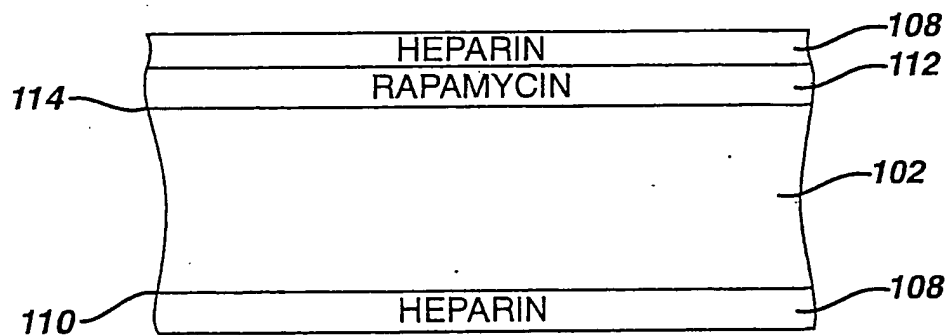 HEPARIN 108
RAPAMYCIN 112
114
102
110 HEPARIN 108